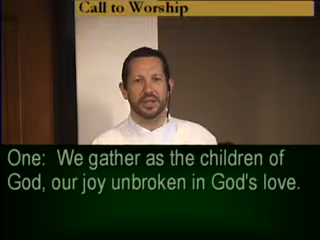 Call to Worship
One:  We gather as the children of
God, our joy unbroken in God's love.